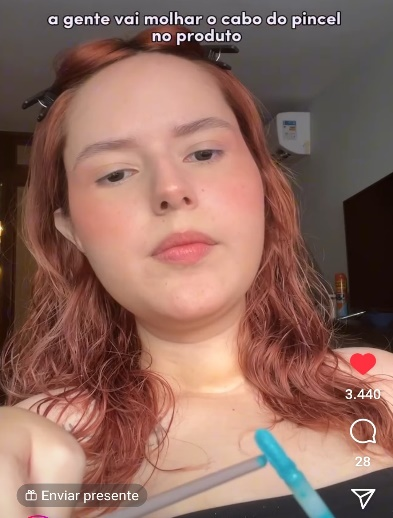 a gente vai molhar o cabo do pincel
no produto
3.440
28
Enviar presente